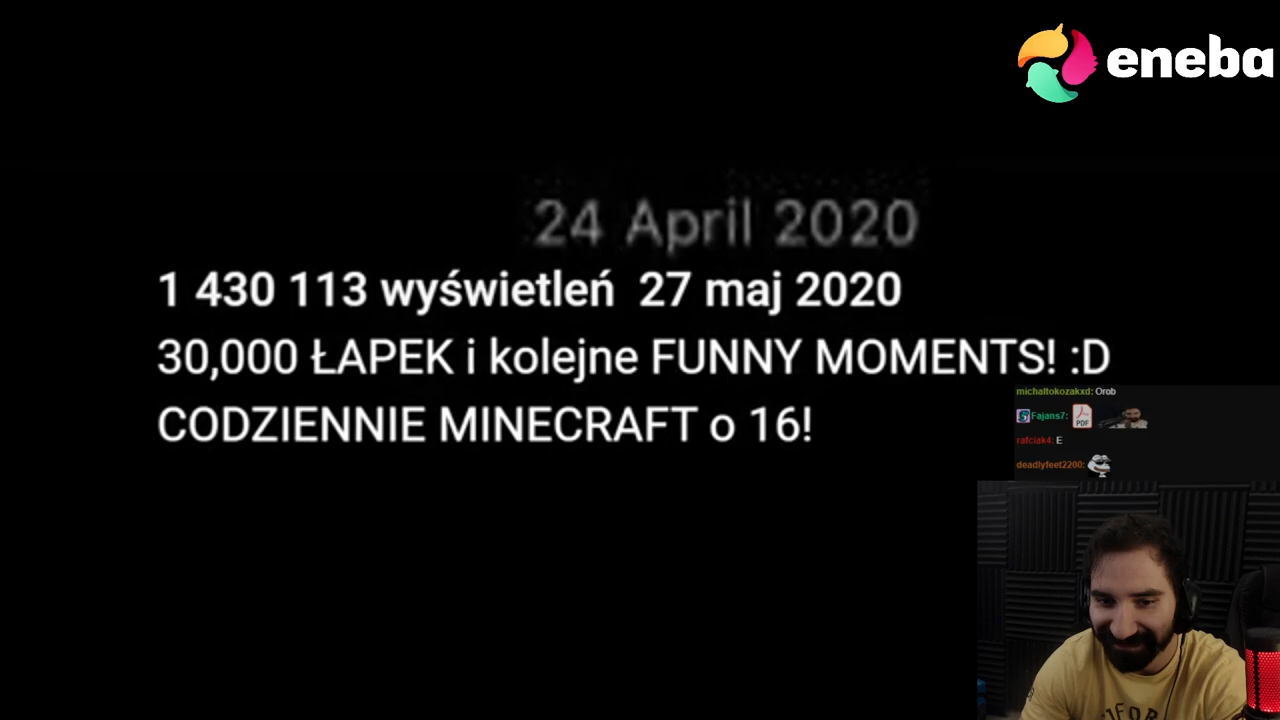 eneba
24 April 2020
1 430 113 wyświetleń 27 maj 2020
30,000 ŁAPEK i kolejne FUNNY MOMENTS! :D
CODZIENNIE MINECRAFT o 16!
michaltokozakxd: Orob
Fajans7: PDF
rafciak4: E
deadlyfeet2200: